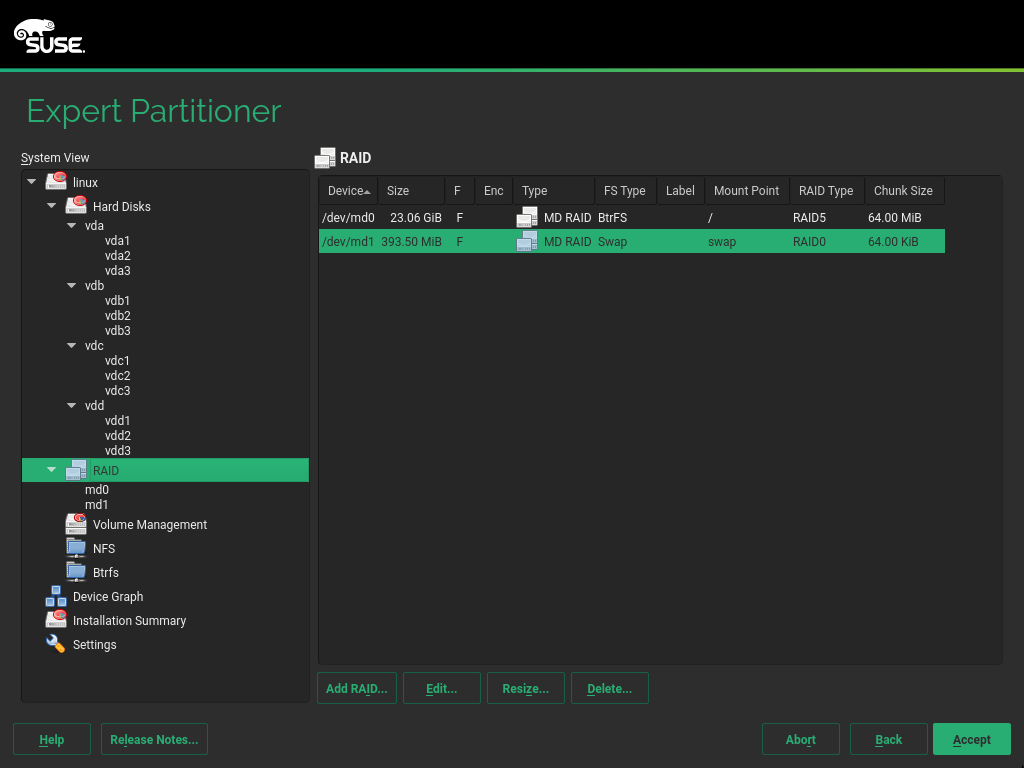 SUSE
Expert Partitioner
System View
linux
Hard Disks
vda
vda1
vda2
vda3
vdb
vdb1
vdb2
vdb3
vdc
vdc1
vdc2
vdc3
vdd
vdd1
vdd2
vdd3
RAID
md0
md1
Volume Management
NFS
Btrfs
Device Graph
Installation Summary
Settings
RAID
Device Size F Enc Type FS Type Label Mount Point RAID Type Chunk Size
/dev/md0 23.06 GiB F MD RAID BtrFS / RAID5 64.00 MiB
/dev/md1 393.50 MiB F MD RAID Swap swap RAID0 64.00 KiB
Add RAID... Edit... Resize... Delete...
Help Release Notes... Abort Back Accept